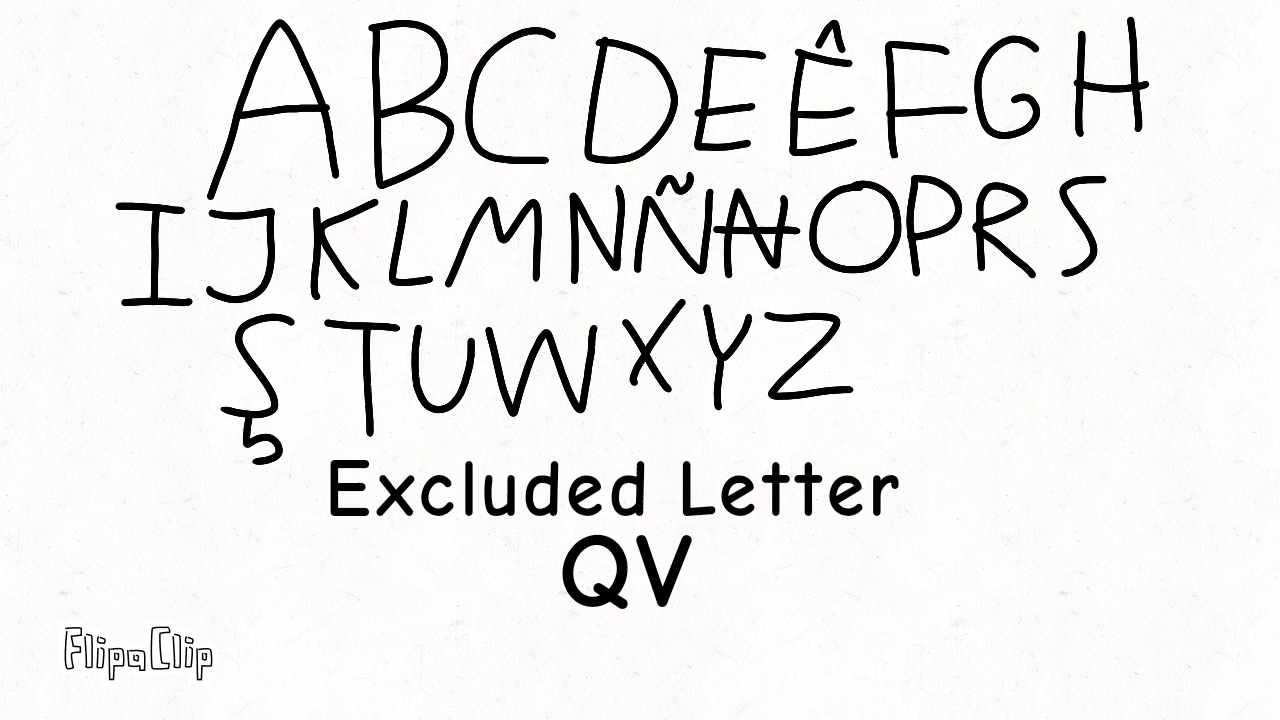 ABCDEÊFGH
IJKLMNÑ₦OPRS
ŞTUWXYZ
Excluded Letter
QV
FlipaClip